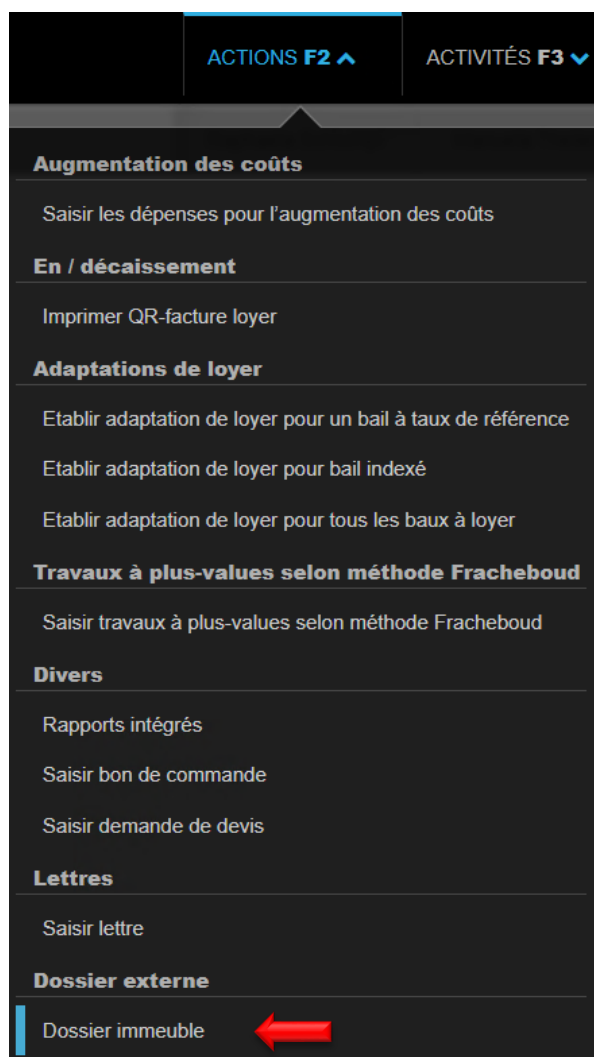 ACTIONS F2 ACTIVITÉS F3
Augmentation des coûts
Saisir les dépenses pour l'augmentation des coûts
En / décaissement
Imprimer QR-facture loyer
Adaptations de loyer
Etablir adaptation de loyer pour un bail à taux de référence
Etablir adaptation de loyer pour bail indexé
Etablir adaptation de loyer pour tous les baux à loyer
Travaux à plus-values selon méthode Fracheboud
Saisir travaux à plus-values selon méthode Fracheboud
Divers
Rapports intégrés
Saisir bon de commande
Saisir demande de devis
Lettres
Saisir lettre
Dossier externe
Dossier immeuble